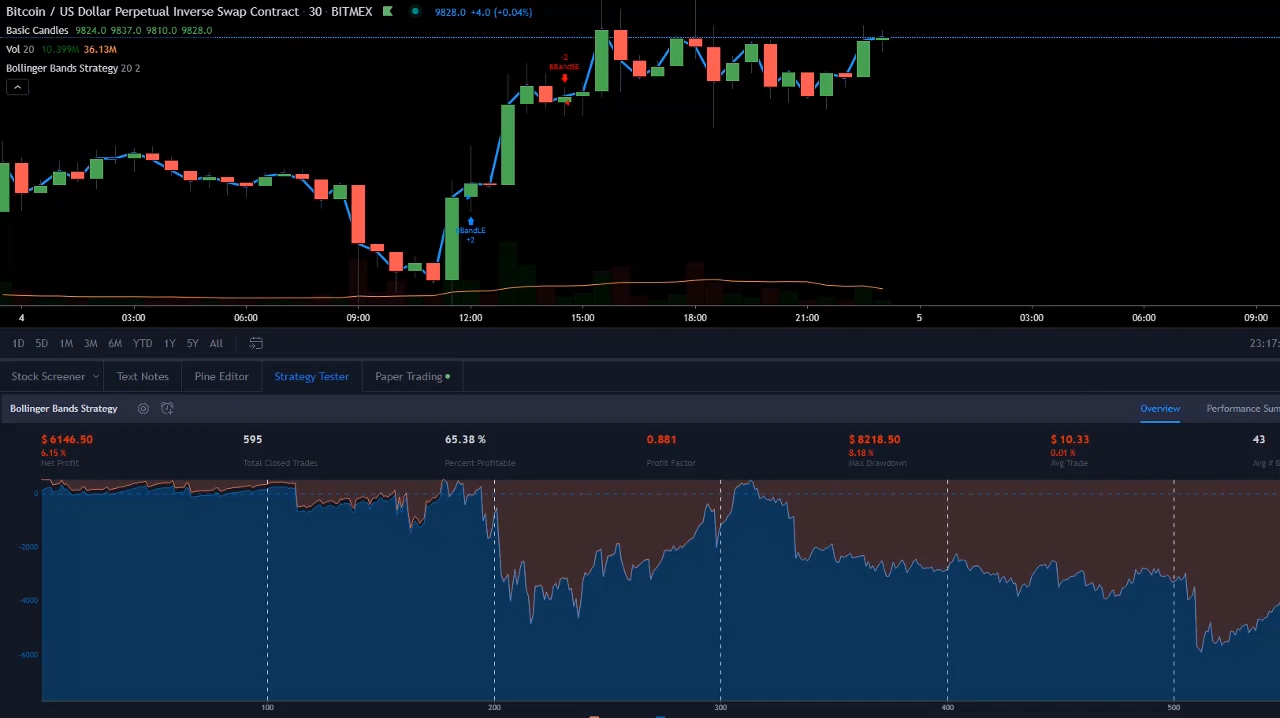 Bitcoin / US Dollar Perpetual Inverse Swap Contract · 30 · BITMEX 9828.0 +4.0 (+0.04%)
Basic Candles 9824.0 9837.0 9810.0 9828.0
Vol 20 10.399M 36.13M
Bollinger Bands Strategy 20 2
-2
BBandSE
BBandLE
+2
4 03:00 06:00 09:00 12:00 15:00 18:00 21:00 5 03:00 06:00 09:00
1D 5D 1M 3M 6M YTD 1Y 5Y All 23:17:
Stock Screener Text Notes Pine Editor Strategy Tester Paper Trading
Bollinger Bands Strategy Overview Performance Sum
$ 6146.50 595 65.38 % 0.881 $ 8218.50 $ 10.33 43
6.15 % 8.18 % 0.01 %
Net Profit Total Closed Trades Percent Profitable Profit Factor Max Drawdown Avg Trade Avg # B
0
-2000
-4000
-6000
100 200 300 400 500